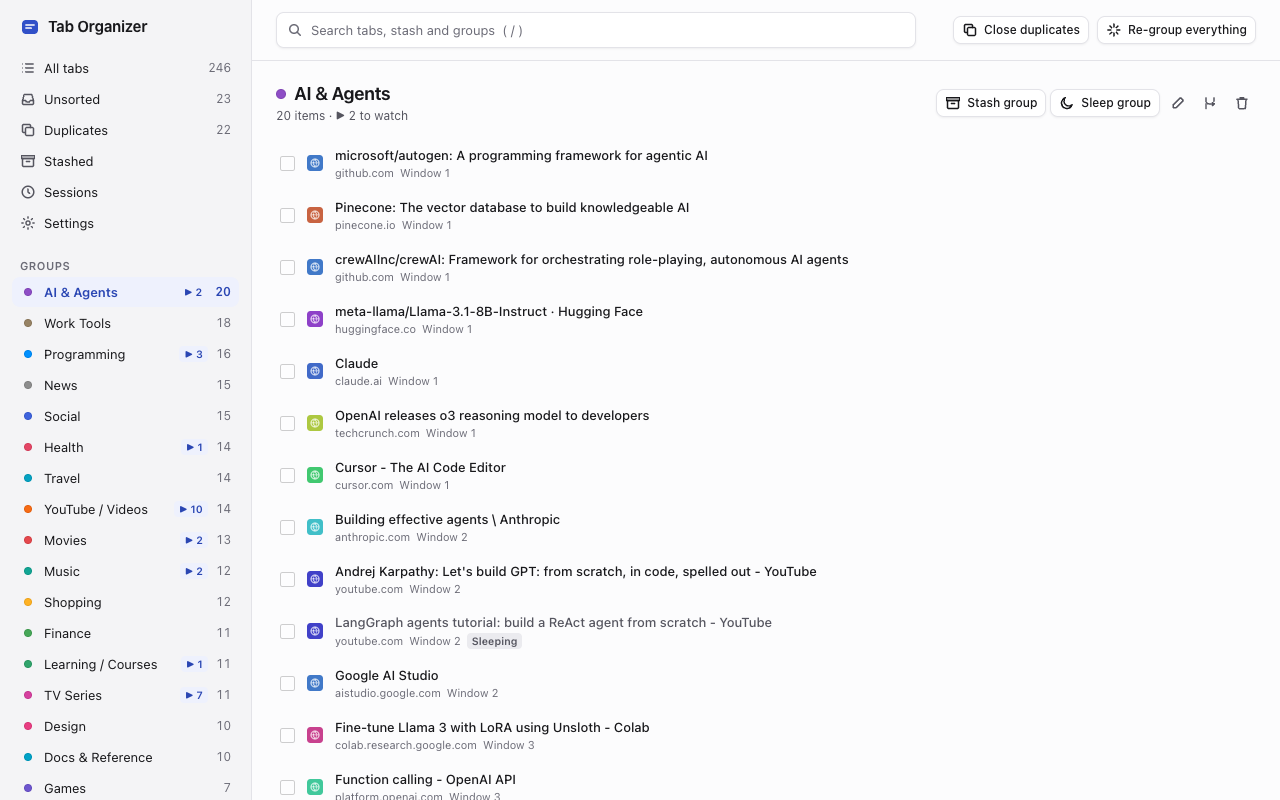 Tab Organizer
All tabs 246
Unsorted 23
Duplicates 22
Stashed
Sessions
Settings
GROUPS
AI & Agents ▶ 2 20
Work Tools 18
Programming ▶ 3 16
News 15
Social 15
Health ▶ 1 14
Travel 14
YouTube / Videos ▶ 10 14
Movies ▶ 2 13
Music ▶ 2 12
Shopping 12
Finance 11
Learning / Courses ▶ 1 11
TV Series ▶ 7 11
Design 10
Docs & Reference 10
Games 7
Search tabs, stash and groups ( / )
Close duplicates
Re-group everything
AI & Agents
20 items · ▶ 2 to watch
Stash group
Sleep group
microsoft/autogen: A programming framework for agentic AI
github.com Window 1
Pinecone: The vector database to build knowledgeable AI
pinecone.io Window 1
crewAIInc/crewAI: Framework for orchestrating role-playing, autonomous AI agents
github.com Window 1
meta-llama/Llama-3.1-8B-Instruct · Hugging Face
huggingface.co Window 1
Claude
claude.ai Window 1
OpenAI releases o3 reasoning model to developers
techcrunch.com Window 1
Cursor - The AI Code Editor
cursor.com Window 1
Building effective agents \ Anthropic
anthropic.com Window 2
Andrej Karpathy: Let's build GPT: from scratch, in code, spelled out - YouTube
youtube.com Window 2
LangGraph agents tutorial: build a ReAct agent from scratch - YouTube
youtube.com Window 2 Sleeping
Google AI Studio
aistudio.google.com Window 2
Fine-tune Llama 3 with LoRA using Unsloth - Colab
colab.research.google.com Window 3
Function calling - OpenAI API
platform.openai.com Window 3